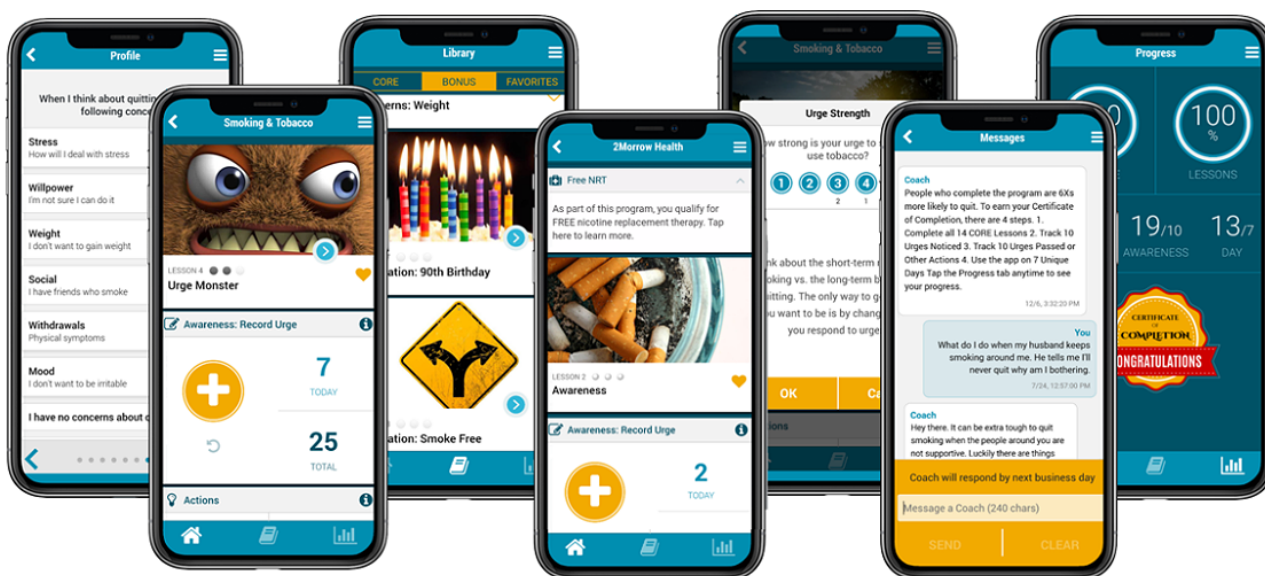 Profile
When I think about quitting
following conce
Stress
How will I deal with stress
Willpower
I'm not sure I can do it
Weight
I don't want to gain weight
Social
I have friends who smoke
Withdrawals
Physical symptoms
Mood
I don't want to be irritable
I have no concerns about
Smoking & Tobacco
LESSON 4
Urge Monster
Awareness: Record Urge
7
TODAY
25
TOTAL
Actions
Library
CORE BONUS FAVORITES
erns: Weight
ation: 90th Birthday
ation: Smoke Free
2Morrow Health
Free NRT
As part of this program, you qualify for
FREE nicotine replacement therapy. Tap
here to learn more.
LESSON 2
Awareness
Awareness: Record Urge
2
TODAY
Smoking & Tobacco
Urge Strength
ow strong is your urge to
use tobacco?
1 2 3 4
2 1
nk about the short-term
oking vs. the long-term b
itting. The only way to g
u want to be is by chang
you respond to urge
OK Ca
ions
Messages
Coach
People who complete the program are 6Xs
more likely to quit. To earn your Certificate
of Completion, there are 4 steps. 1.
Complete all 14 CORE Lessons 2. Track 10
Urges Noticed 3. Track 10 Urges Passed or
Other Actions 4. Use the app on 7 Unique
Days Tap the Progress tab anytime to see
your progress.
12/6, 3:32:20 PM
You
What do I do when my husband keeps
smoking around me. He tells me I'll
never quit why am I bothering.
7/24, 12:57:00 PM
Coach
Hey there. It can be extra tough to quit
smoking when the people around you are
not supportive. Luckily there are things
Coach will respond by next business day
Message a Coach (240 chars)
SEND CLEAR
Progress
100
%
LESSONS
19/10
AWARENESS
13/7
DAY
CERTIFICATE
OF
COMPLETION
ONGRATULATIONS